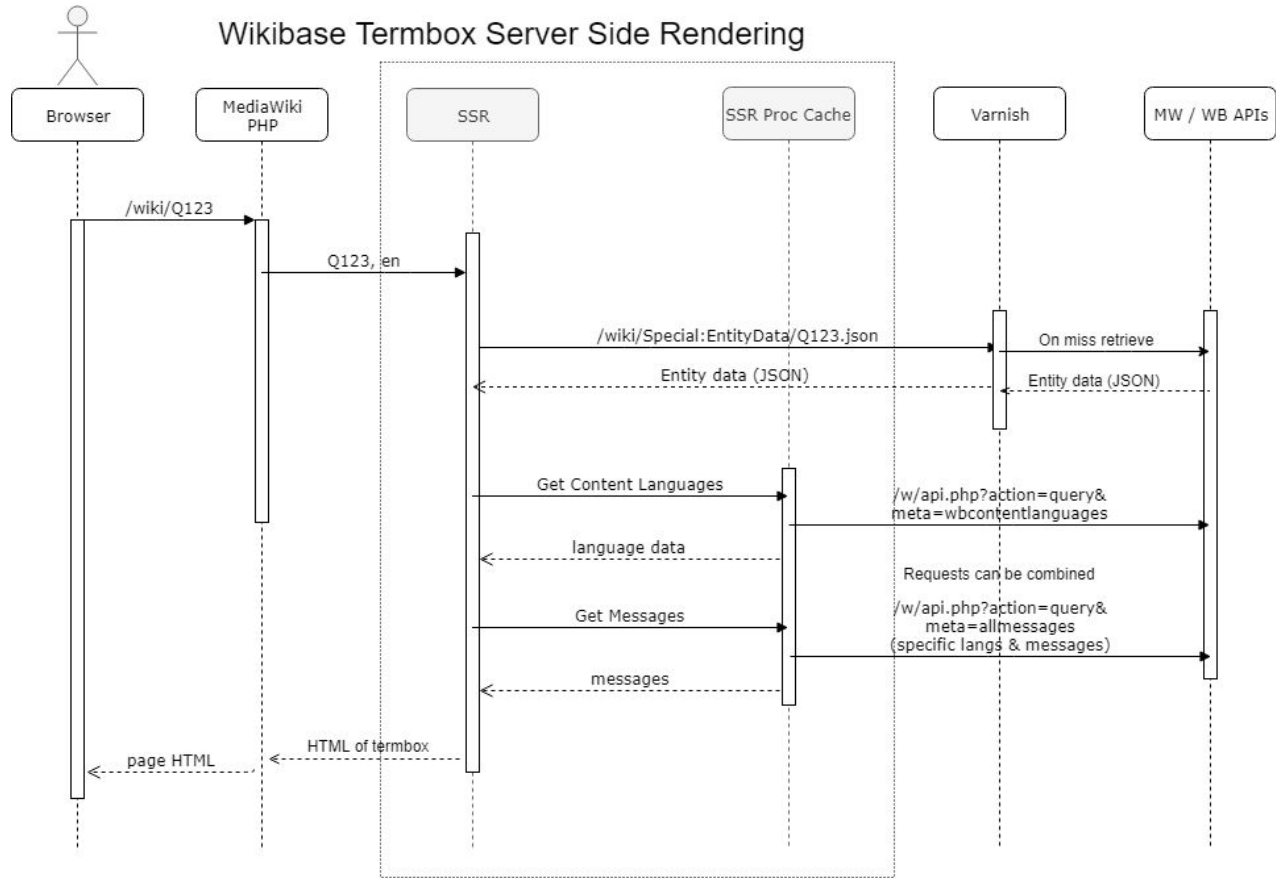 Wikibase Termbox Server Side Rendering
Browser
MediaWiki
PHP
SSR
SSR Proc Cache
Varnish
MW / WB APIs
/wiki/Q123
Q123, en
/wiki/Special:EntityData/Q123.json
On miss retrieve
Entity data (JSON)
Entity data (JSON)
Get Content Languages
/w/api.php?action=query&
meta=wbcontentlanguages
language data
Requests can be combined
Get Messages
/w/api.php?action=query&
meta=allmessages
(specific langs & messages)
messages
HTML of termbox
page HTML